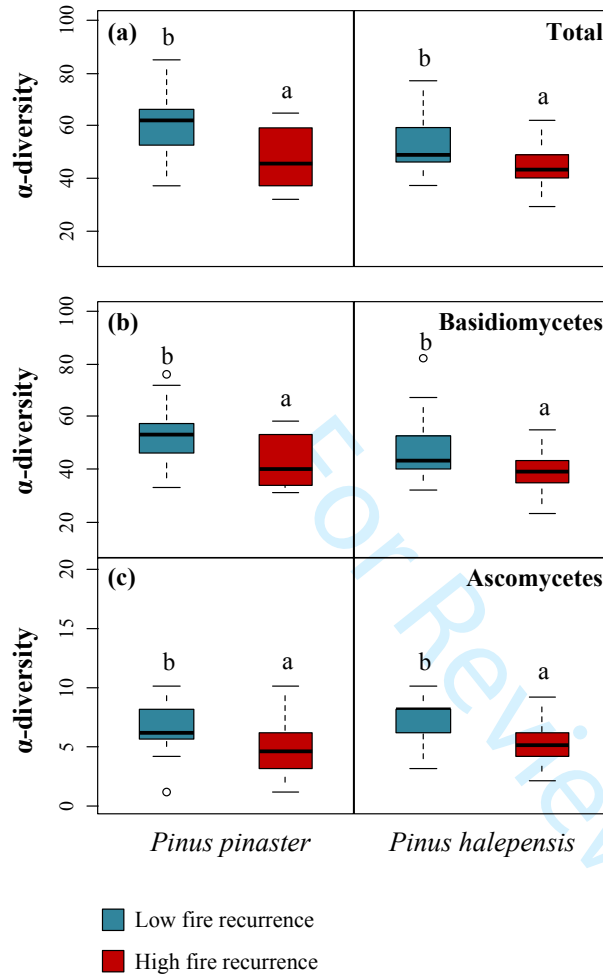 (a) Total
b a b a
α-diversity
100
80
60
40
20
(b) Basidiomycetes
b a b a
α-diversity
100
80
60
40
20
(c) Ascomycetes
b a b a
α-diversity
20
15
10
5
0
Pinus pinaster Pinus halepensis
Low fire recurrence
High fire recurrence
For Review